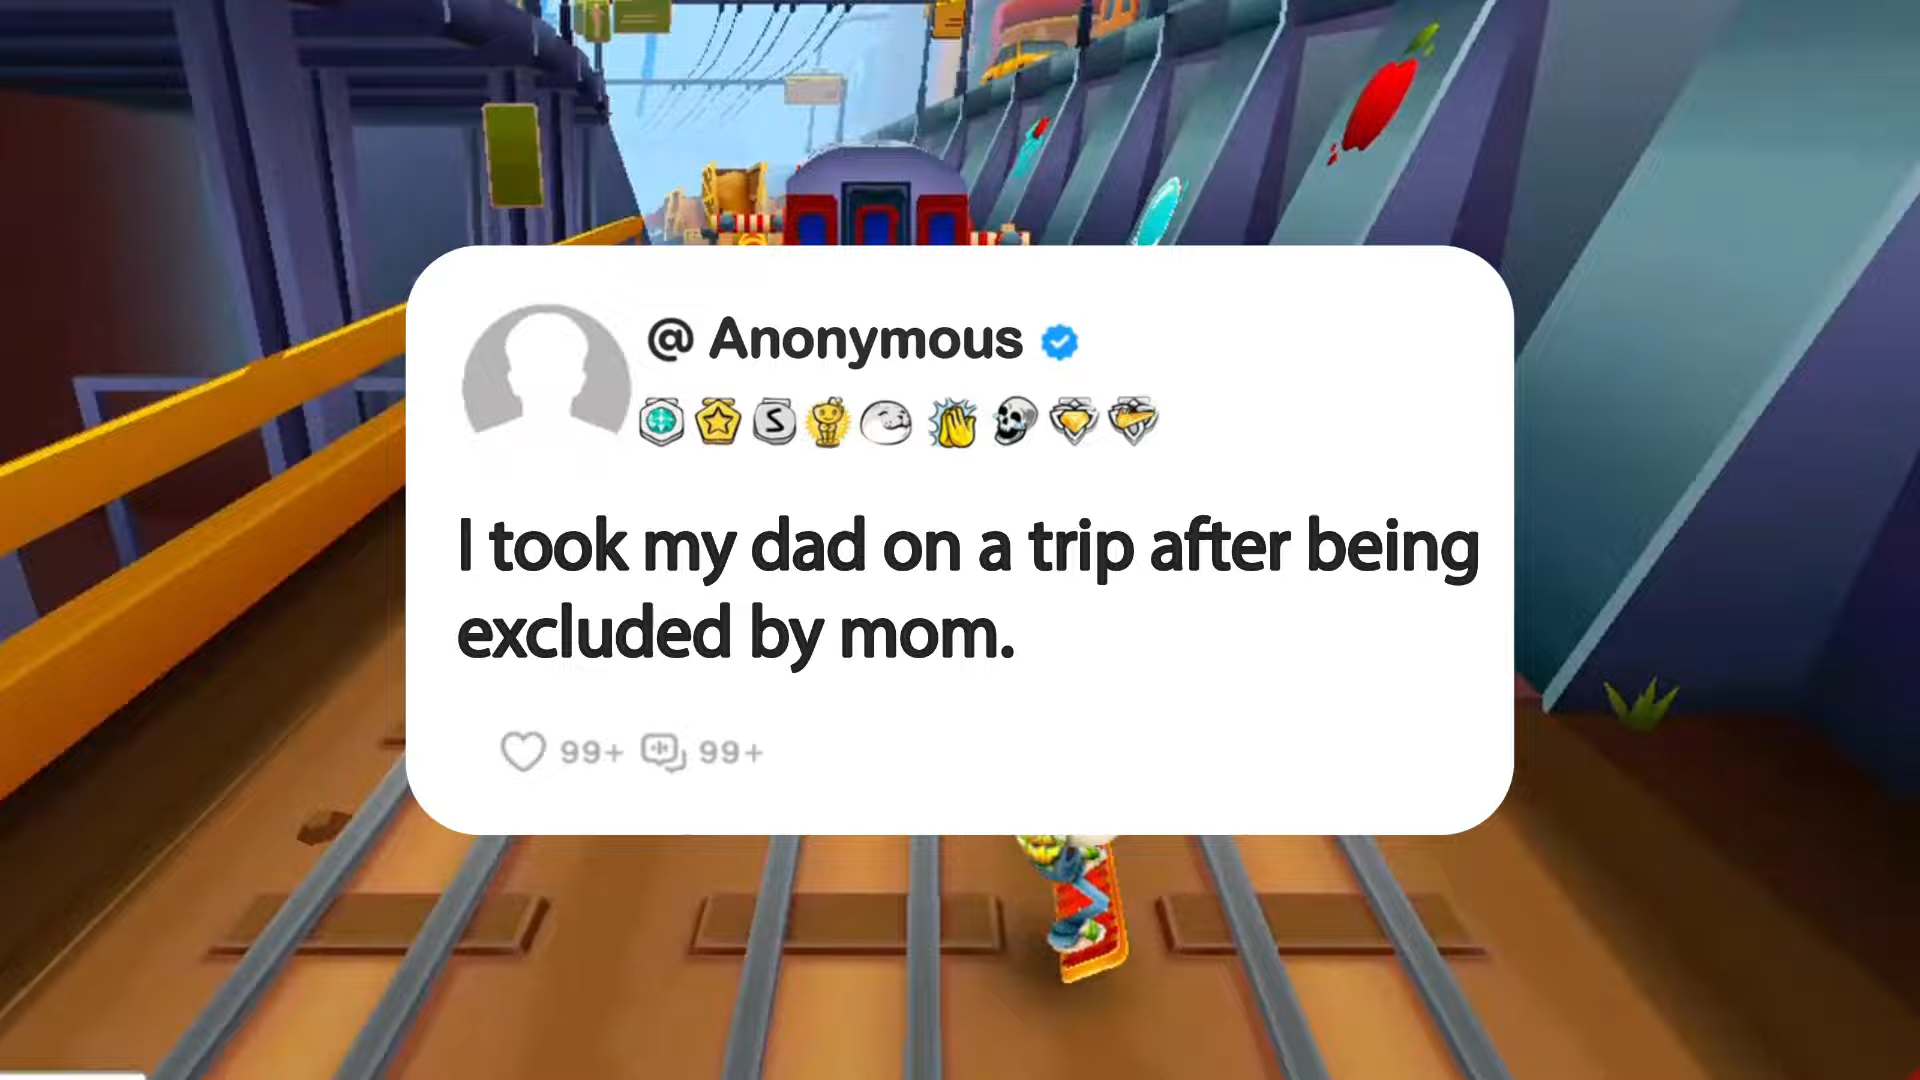 @ Anonymous
I took my dad on a trip after being
excluded by mom.
99+ 99+